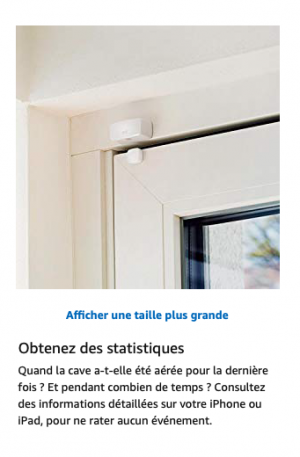 Afficher une taille plus grande
Obtenez des statistiques
Quand la cave a-t-elle été aérée pour la dernière
fois ? Et pendant combien de temps ? Consultez
des informations détaillées sur votre iPhone ou
iPad, pour ne rater aucun événement.